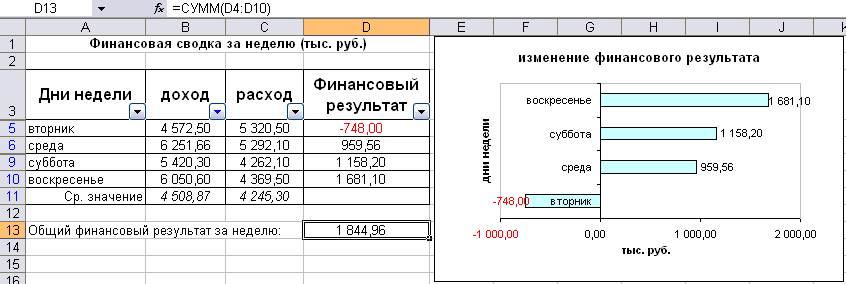 D13 fx =СУММ(D4:D10)
A B C D E F G H I J K
1 Финансовая сводка за неделю (тыс. руб.)
2
3 Дни недели доход расход Финансовый результат
5 вторник 4 572,50 5 320,50 -748,00
6 среда 6 251,66 5 292,10 959,56
9 суббота 5 420,30 4 262,10 1 158,20
10 воскресенье 6 050,60 4 369,50 1 681,10
11 Ср. значение 4 508,87 4 245,30
12
13 Общий финансовый результат за неделю: 1 844,96
14
15
16
изменение финансового результата
дни недели
воскресенье 1 681,10
суббота 1 158,20
среда 959,56
-748,00 вторник
-1 000,00 0,00 1 000,00 2 000,00
тыс. руб.